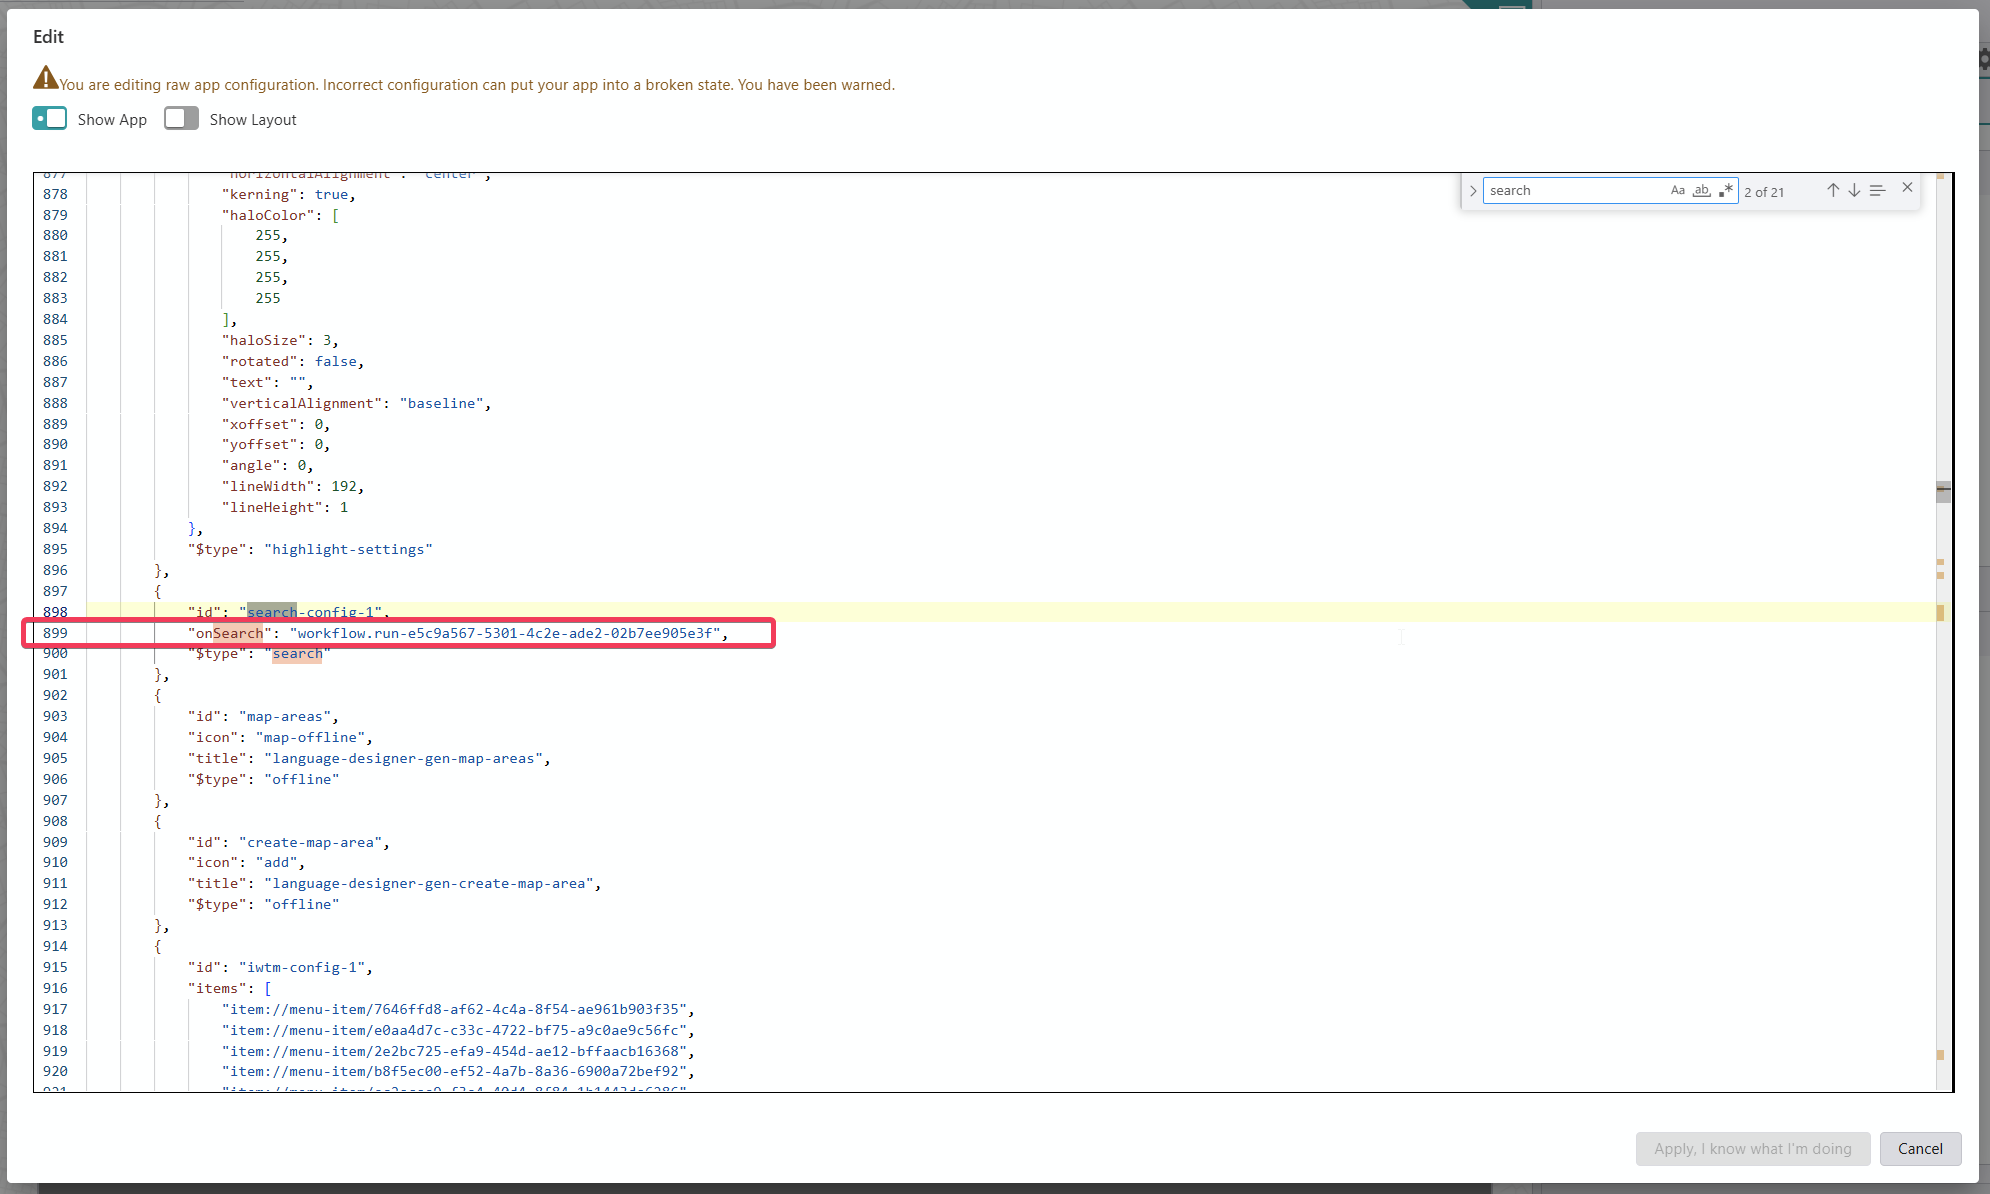 Edit
You are editing raw app configuration. Incorrect configuration can put your app into a broken state. You have been warned.
Show App Show Layout
search Aa ab .* 2 of 21
877 "horizontalAlignment": "center",
878 "kerning": true,
879 "haloColor": [
880 255,
881 255,
882 255,
883 255
884 ],
885 "haloSize": 3,
886 "rotated": false,
887 "text": "",
888 "verticalAlignment": "baseline",
889 "xoffset": 0,
890 "yoffset": 0,
891 "angle": 0,
892 "lineWidth": 192,
893 "lineHeight": 1
894 },
895 "$type": "highlight-settings"
896 },
897 {
898 "id": "search-config-1",
899 "onSearch": "workflow.run-e5c9a567-5301-4c2e-ade2-02b7ee905e3f",
900 "$type": "search"
901 },
902 {
903 "id": "map-areas",
904 "icon": "map-offline",
905 "title": "language-designer-gen-map-areas",
906 "$type": "offline"
907 },
908 {
909 "id": "create-map-area",
910 "icon": "add",
911 "title": "language-designer-gen-create-map-area",
912 "$type": "offline"
913 },
914 {
915 "id": "iwtm-config-1",
916 "items": [
917 "item://menu-item/7646ffd8-af62-4c4a-8f54-ae961b903f35",
918 "item://menu-item/e0aa4d7c-c33c-4722-bf75-a9c0ae9c56fc",
919 "item://menu-item/2e2bc725-efa9-454d-ae12-bffaacb16368",
920 "item://menu-item/b8f5ec00-ef52-4a7b-8a36-6900a72bef92",
921
Apply, I know what I'm doing Cancel